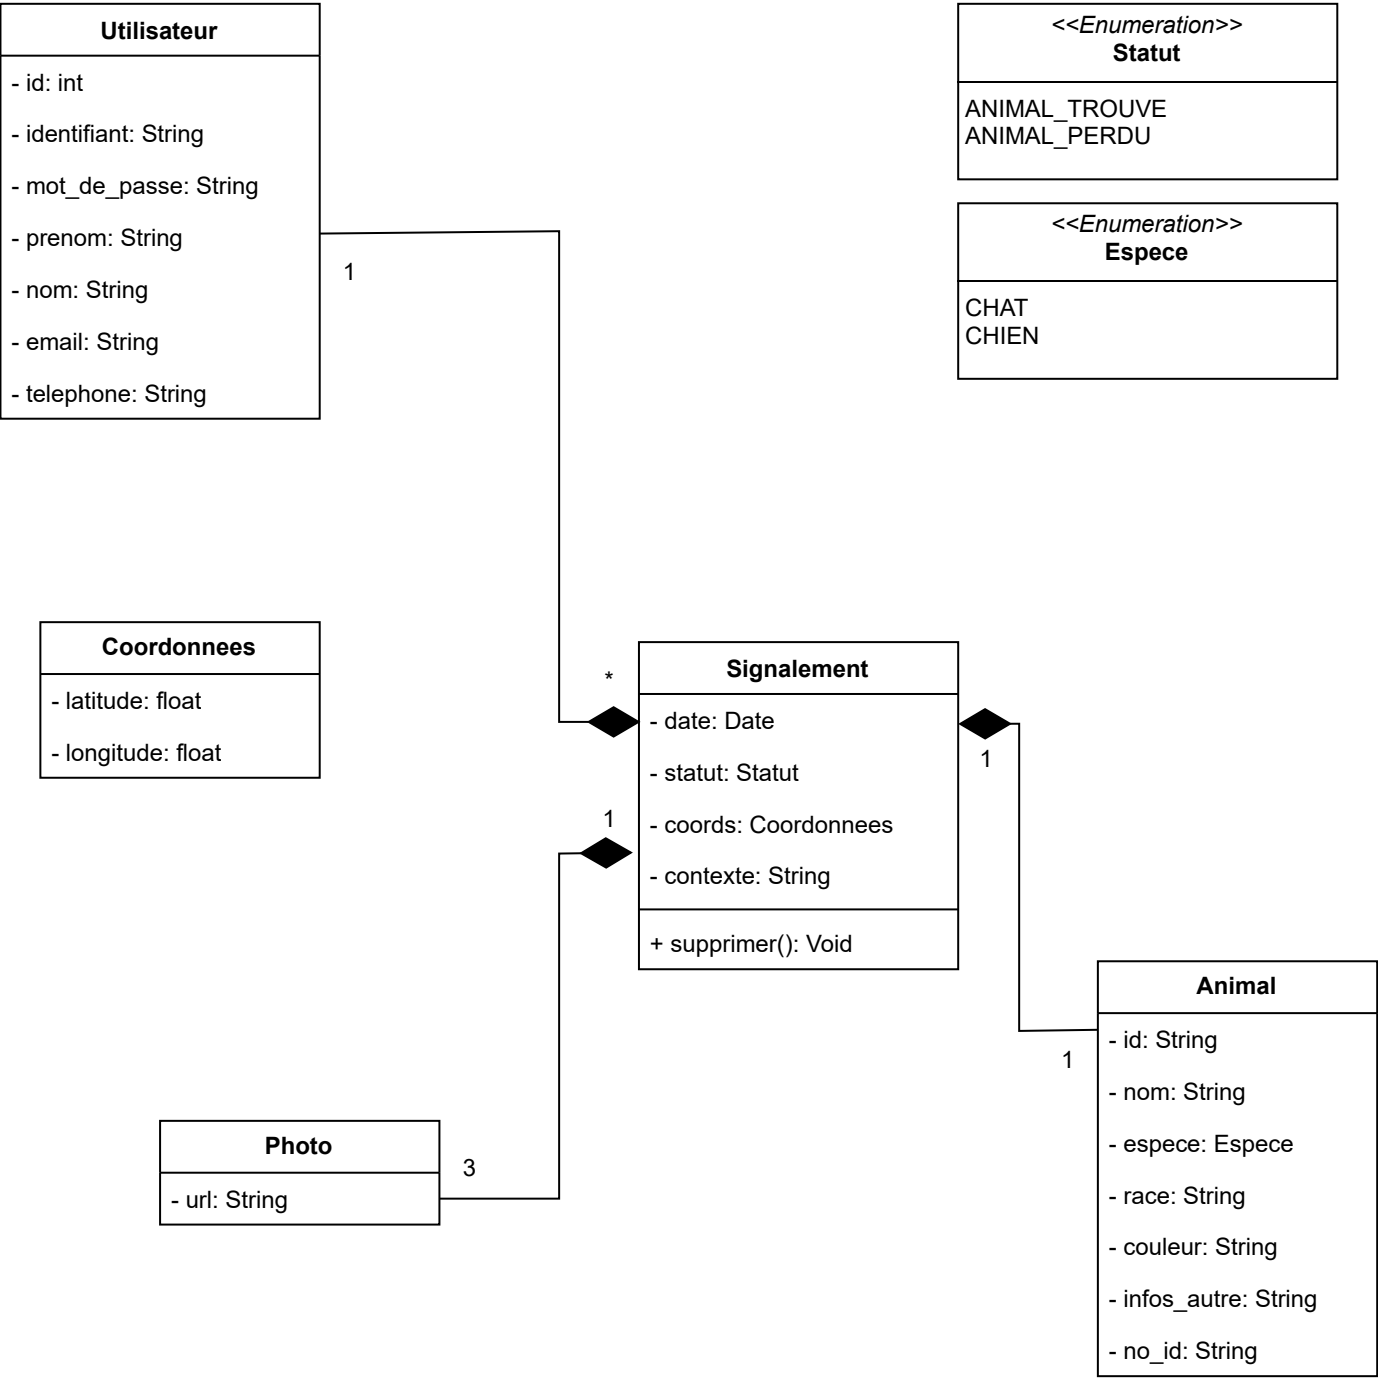 Utilisateur
- id: int
- identifiant: String
- mot_de_passe: String
- prenom: String
- nom: String
- email: String
- telephone: String
1
<<Enumeration>>
Statut
ANIMAL_TROUVE
ANIMAL_PERDU
<<Enumeration>>
Espece
CHAT
CHIEN
Coordonnees
- latitude: float
- longitude: float
*
1
Signalement
- date: Date
- statut: Statut
- coords: Coordonnees
- contexte: String
+ supprimer(): Void
1
1
Animal
- id: String
- nom: String
- espece: Espece
- race: String
- couleur: String
- infos_autre: String
- no_id: String
Photo
- url: String
3